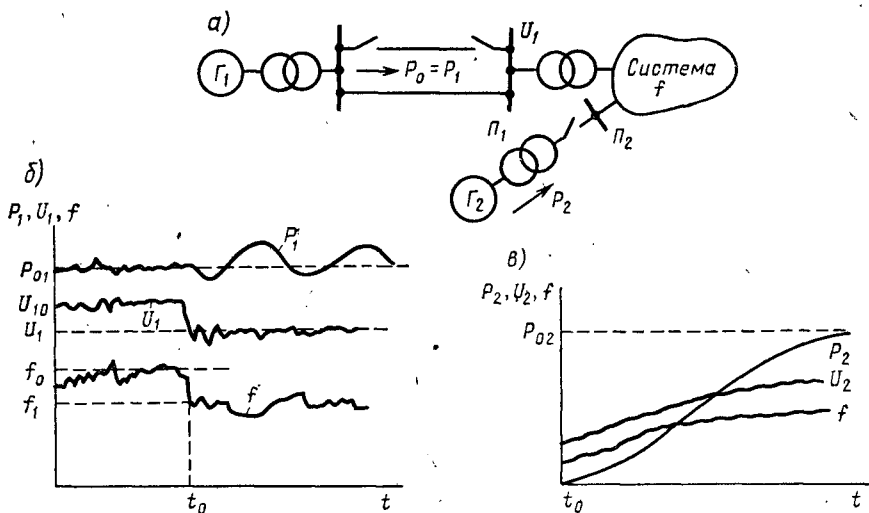 а)
Г₁
P₀ = P₁
U₁
Система
f
П₁
П₂
Г₂
P₂
б)
P₁, U₁, f
P₀₁
P₁
U₁₀
U₁
U₁
f₀
f₁
f
t₀
t
в)
P₂, U₂, f
P₀₂
P₂
U₂
f
t₀
t